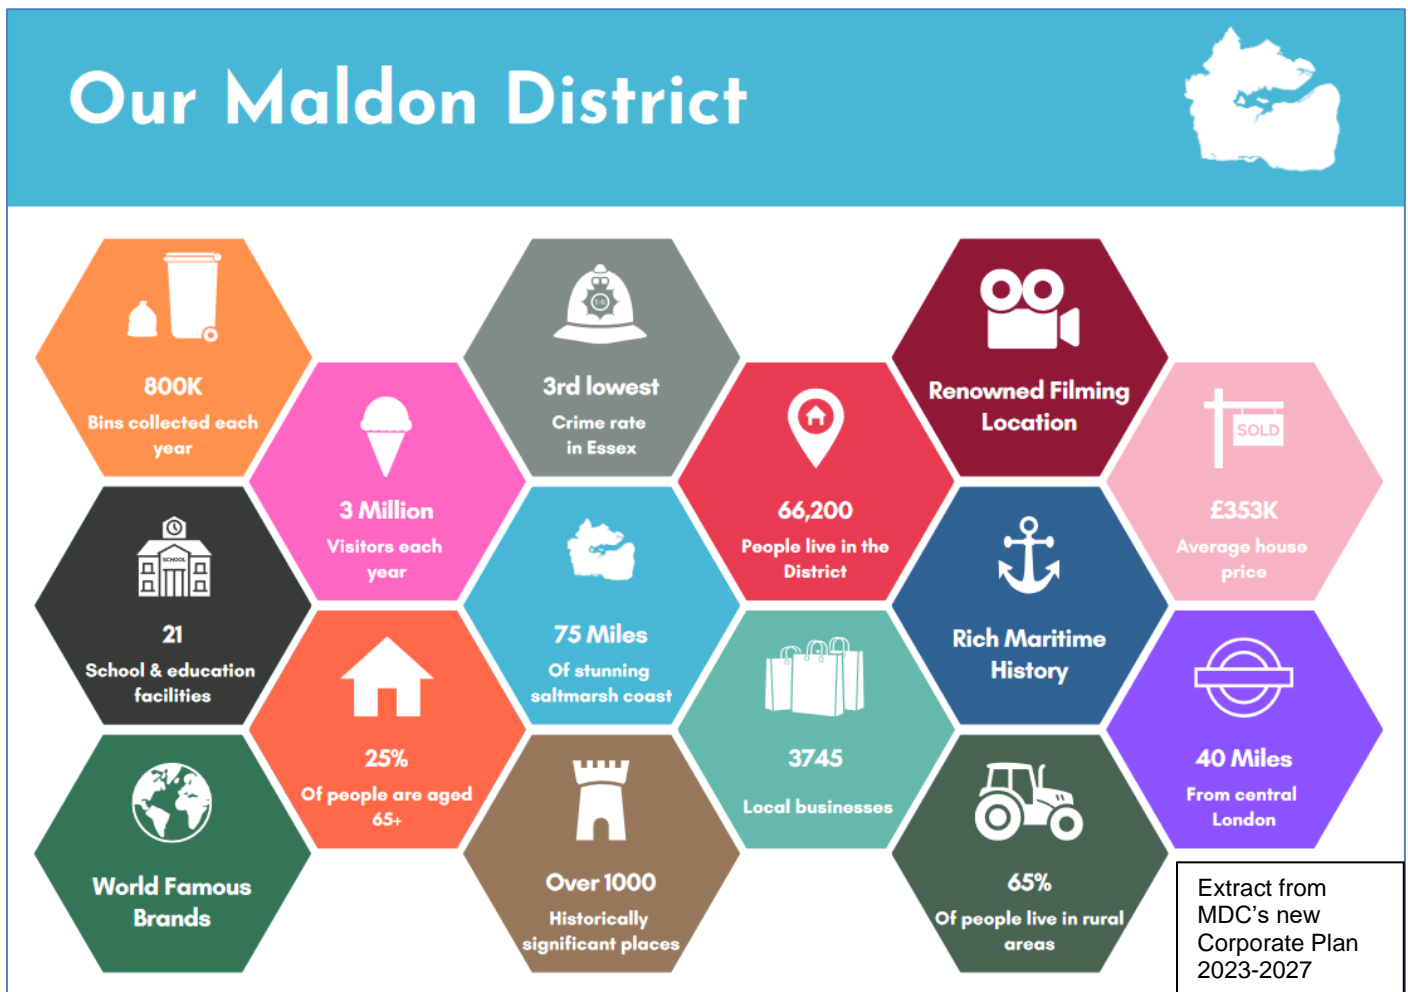 Our Maldon District
800K
Bins collected each
year
3rd lowest
Crime rate
in Essex
Renowned Filming
Location
3 Million
Visitors each
year
66,200
People live in the
District
SOLD
£353K
Average house
price
SCHOOL
21
School & education
facilities
75 Miles
Of stunning
saltmarsh coast
Rich Maritime
History
25%
Of people are aged
65+
3745
Local businesses
40 Miles
From central
London
World Famous
Brands
Over 1000
Historically
significant places
65%
Of people live in rural
areas
Extract from
MDC's new
Corporate Plan
2023-2027